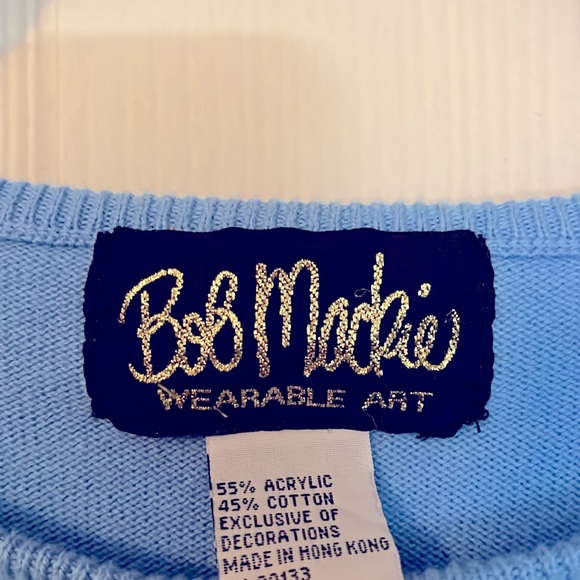 Bob Mackie
WEARABLE ART
55% ACRYLIC
45% COTTON
EXCLUSIVE OF
DECORATIONS
MADE IN HONG KONG